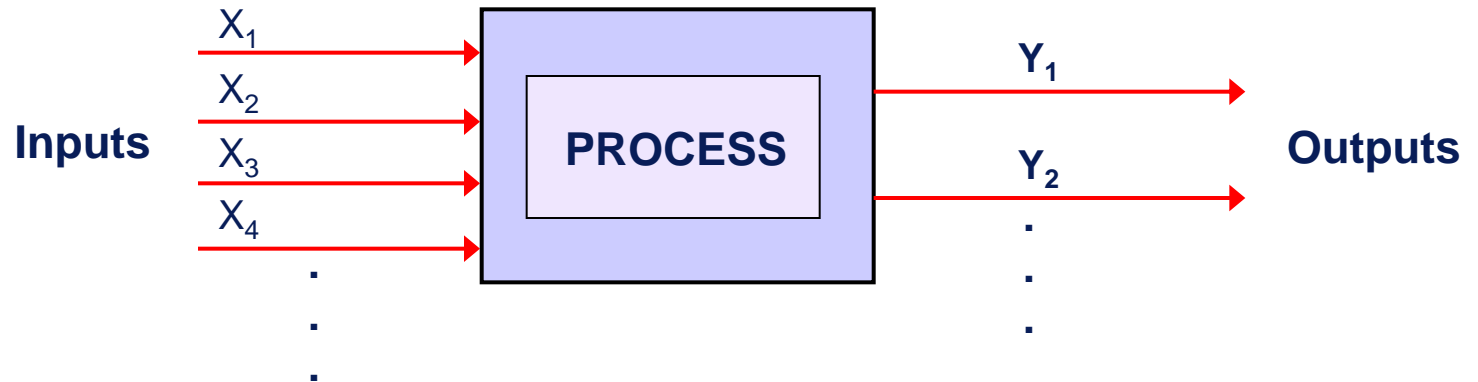 Inputs
X₁
X₂
X₃
X₄
.
.
.
PROCESS
Y₁
Y₂
.
.
.
Outputs